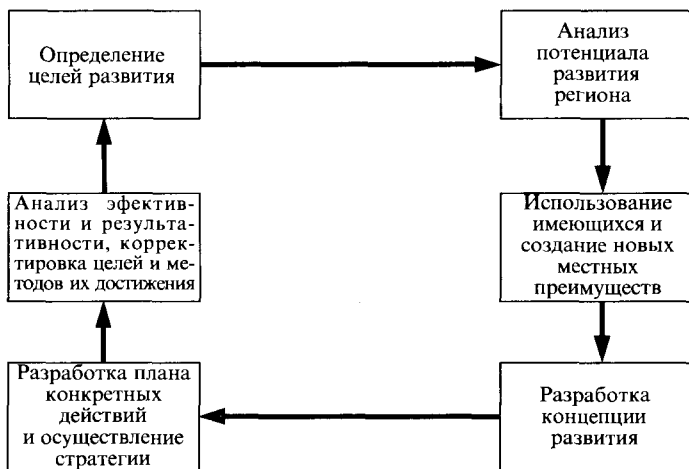 Определение
целей развития
Анализ
потенциала
развития
региона
Использование
имеющихся и
создание новых
местных
преимуществ
Разработка
концепции
развития
Разработка плана
конкретных
действий
и осуществление
стратегии
Анализ эфективности
ности и результа-
тивности, коррек-
тировка целей и ме-
тодов их достижения